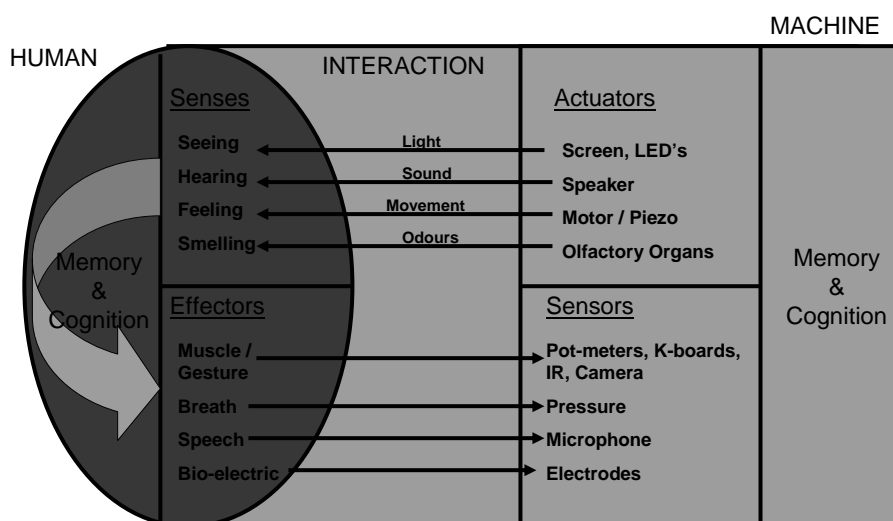 MACHINE
HUMAN
INTERACTION
Senses
Actuators
Seeing
Light
Screen, LED's
Hearing
Sound
Speaker
Feeling
Movement
Motor / Piezo
Smelling
Odours
Olfactory Organs
Memory
&
Cognition
Memory
&
Cognition
Effectors
Sensors
Muscle /
Gesture
Pot-meters, K-boards,
IR, Camera
Breath
Pressure
Speech
Microphone
Bio-electric
Electrodes